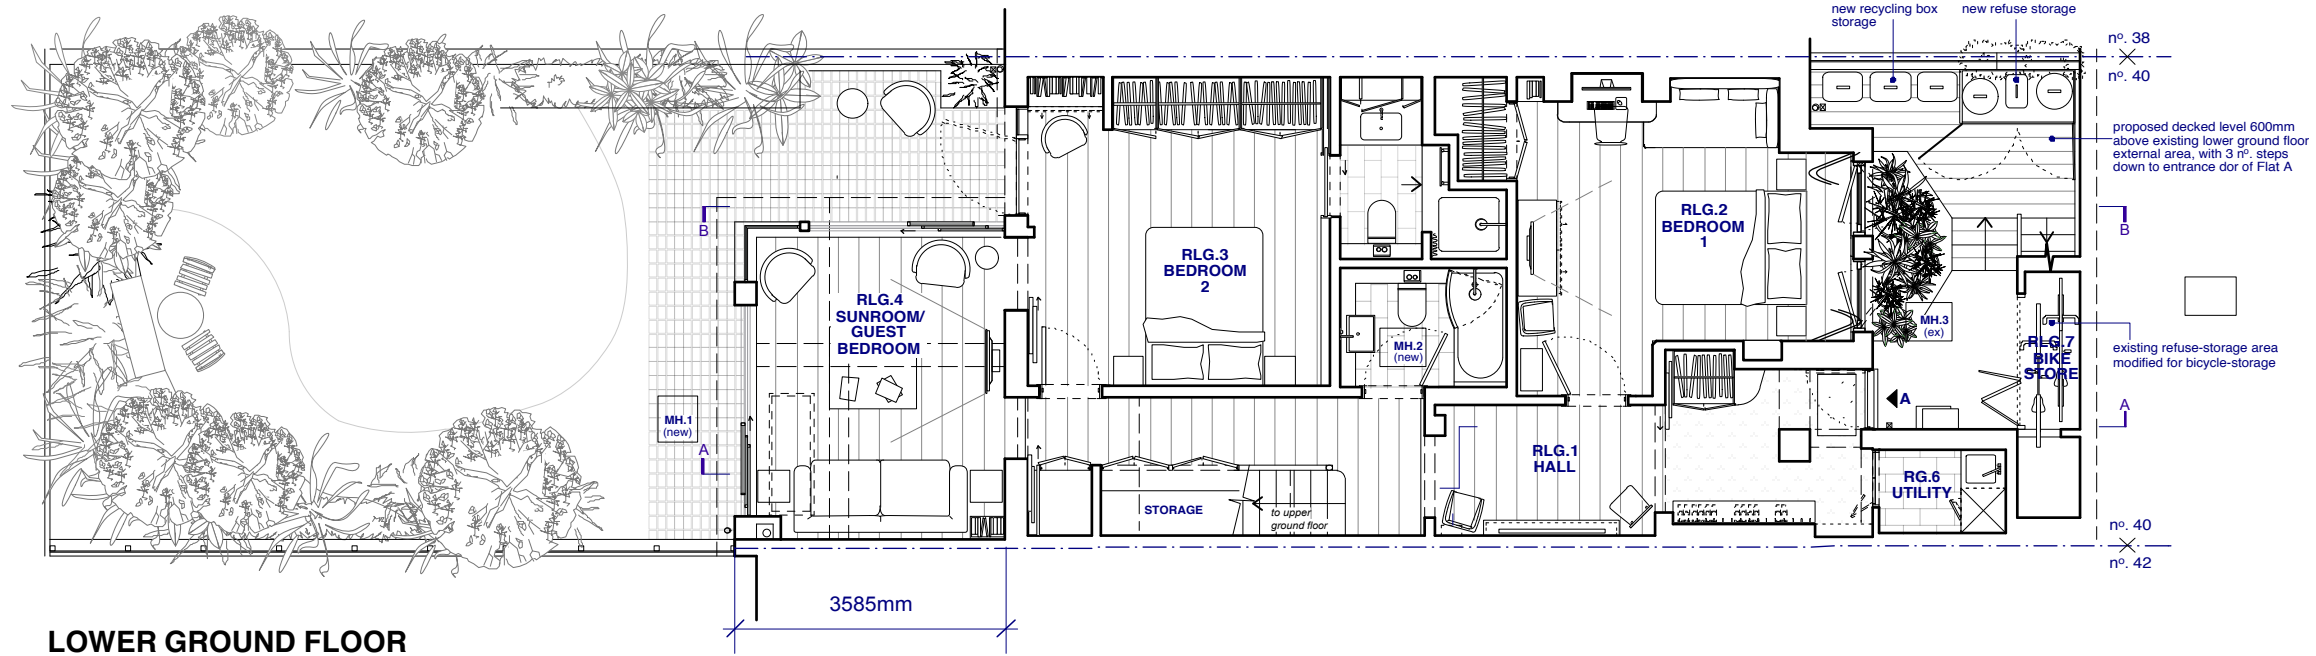 new recycling box
storage
new refuse storage
nº. 38
nº. 40
proposed decked level 600mm
above existing lower ground floor
external area, with 3 nº. steps
down to entrance dor of Flat A
B
B
RLG.2
BEDROOM
1
RLG.3
BEDROOM
2
RLG.4
SUNROOM/
GUEST
BEDROOM
MH.3
(ex)
MH.2
(new)
RLG.7
BIKE
STORE
existing refuse-storage area
modified for bicycle-storage
A
A
MH.1
(new)
A
RLG.1
HALL
RG.6
UTILITY
STORAGE
to upper
ground floor
nº. 40
nº. 42
3585mm
LOWER GROUND FLOOR